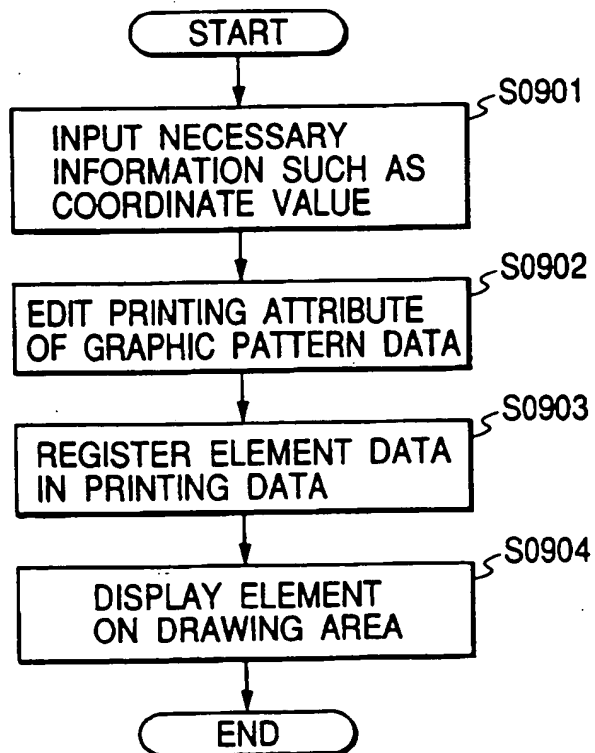 START
S0901
INPUT NECESSARY
INFORMATION SUCH AS
COORDINATE VALUE
S0902
EDIT PRINTING ATTRIBUTE
OF GRAPHIC PATTERN DATA
S0903
REGISTER ELEMENT DATA
IN PRINTING DATA
S0904
DISPLAY ELEMENT
ON DRAWING AREA
END